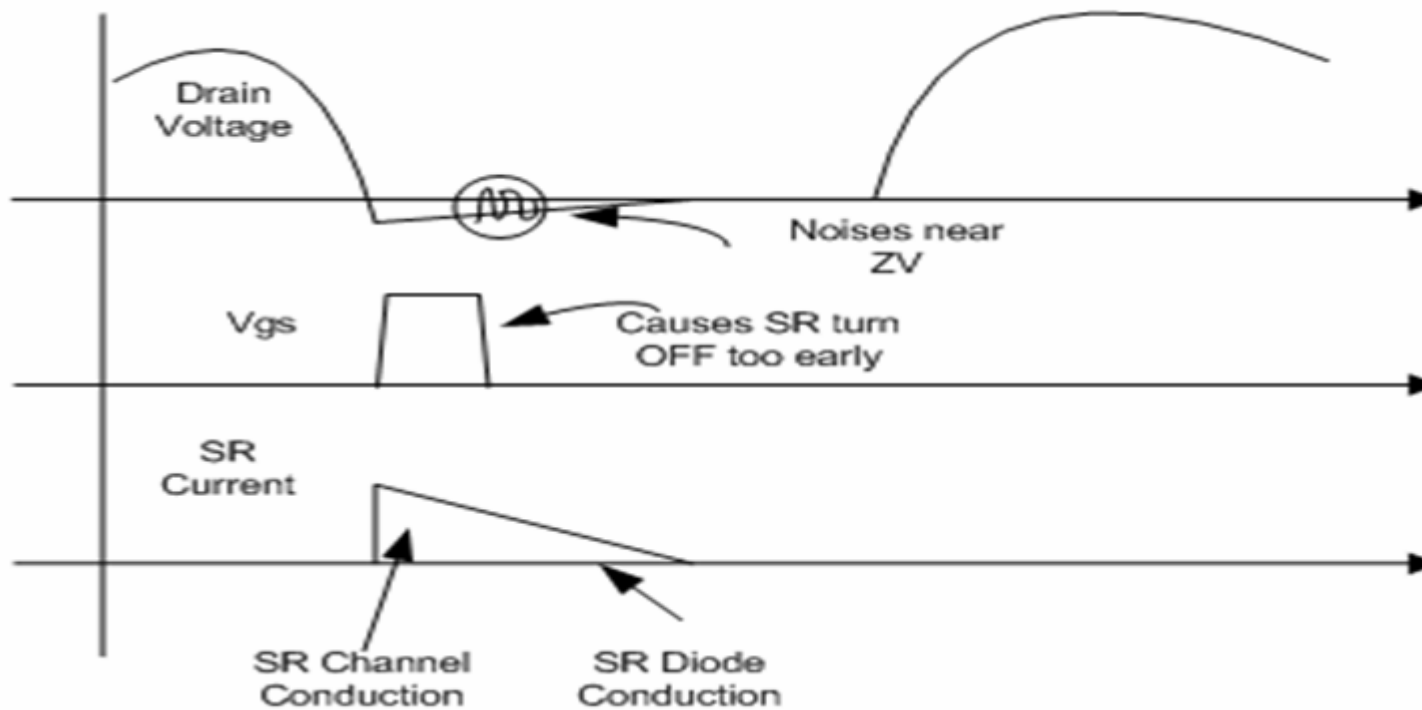 Drain
Voltage
Noises near
ZV
Vgs
Causes SR turn
OFF too early
SR
Current
SR Channel
Conduction
SR Diode
Conduction